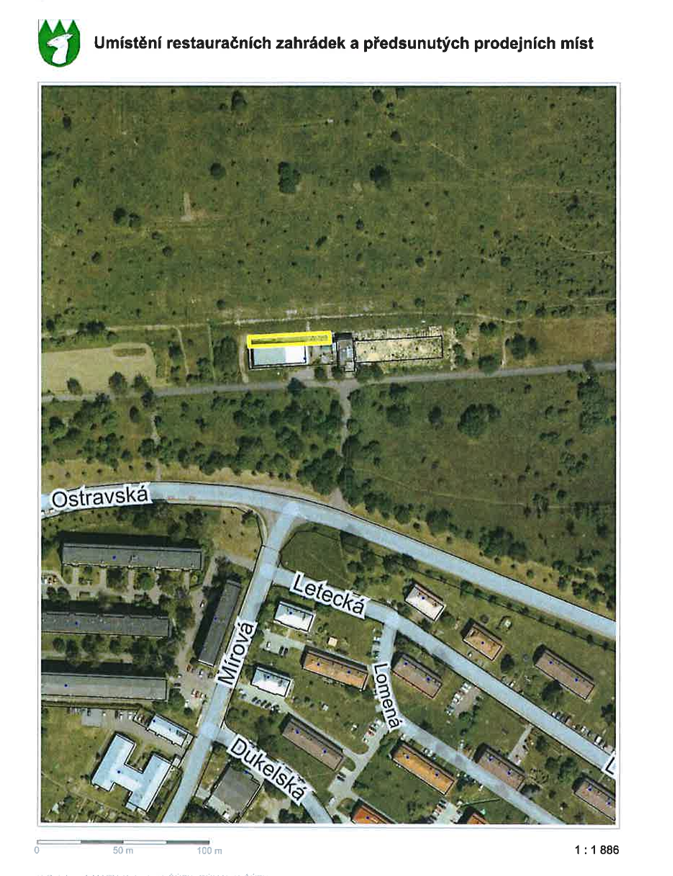 Umístění restauračních zahrádek a předsunutých prodejních míst
Ostravská
Letecká
Mírová
Lomená
Dukelská
L
0 50 m 100 m
1 : 1 886